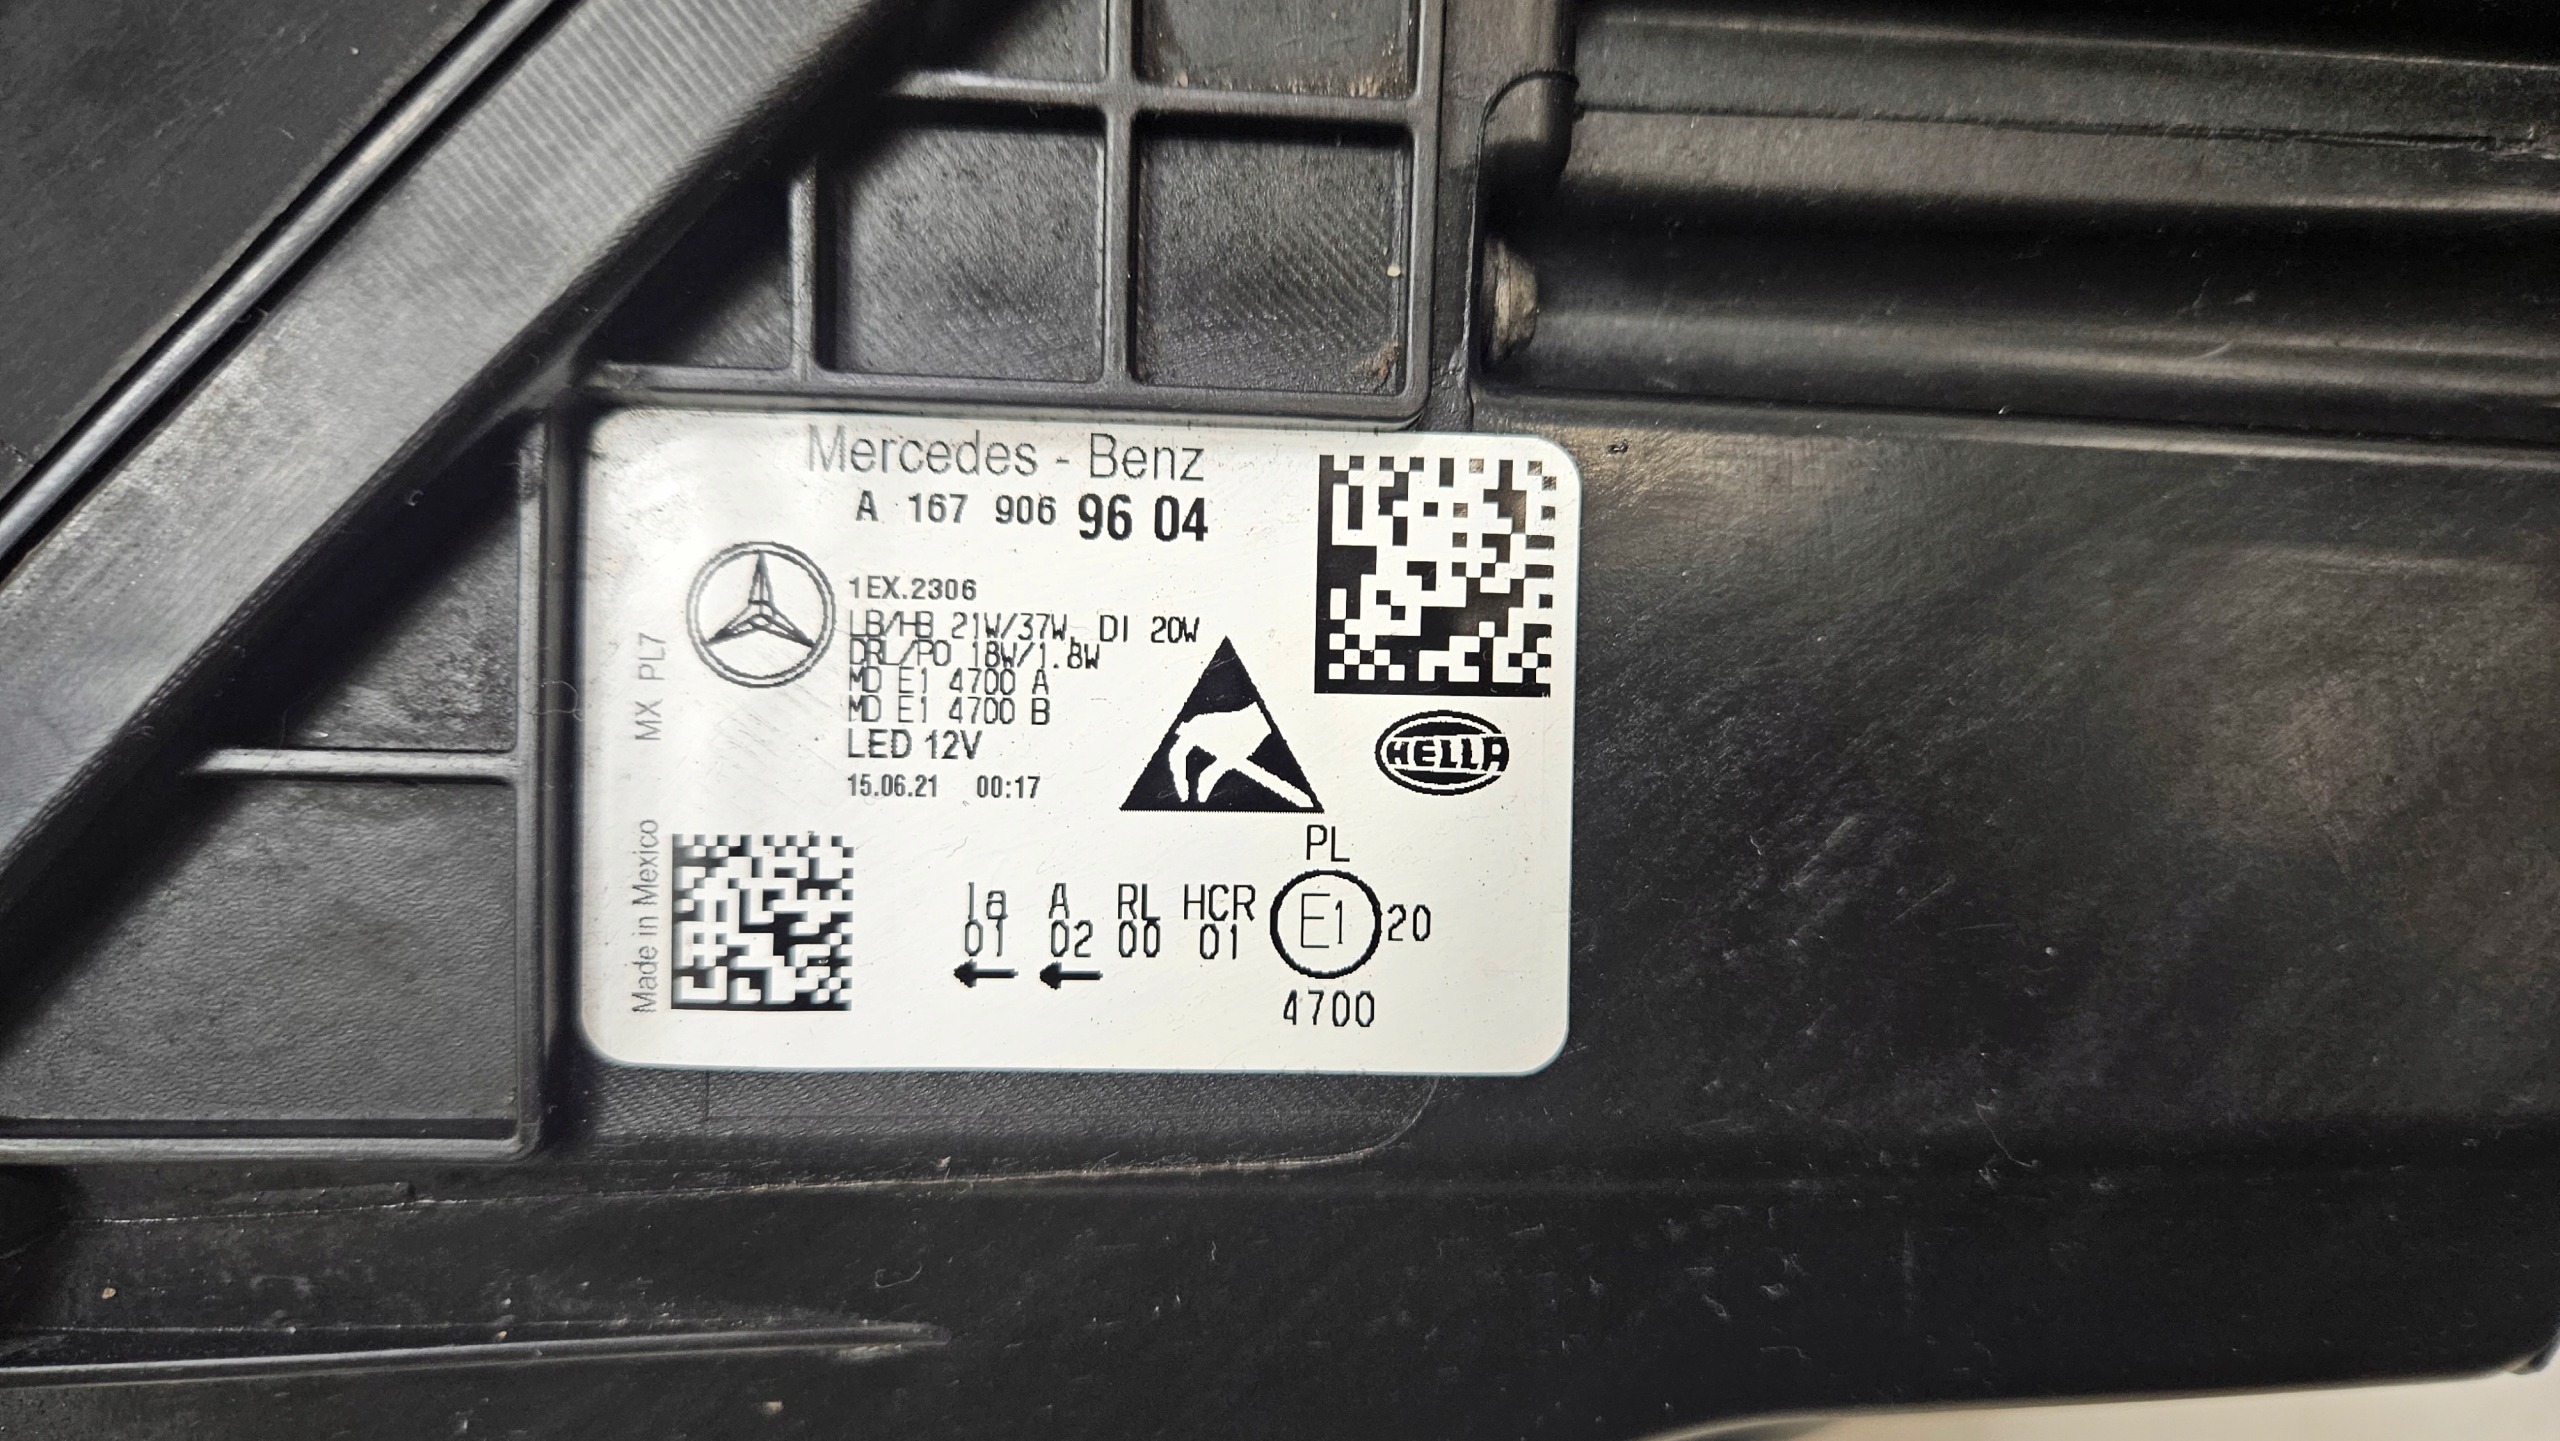 Mercedes - Benz
A 167 906 96 04
1EX.2306
LB/HB 21W/37W, DI 20W
DRL/PO 18W/1.8W
MD E1 4700 A
MD E1 4700 B
LED 12V
15.06.21 00:17
HELLA
MX PL7
Made in Mexico
PL
1a A RL HCR E1 20
01 02 00 01
4700